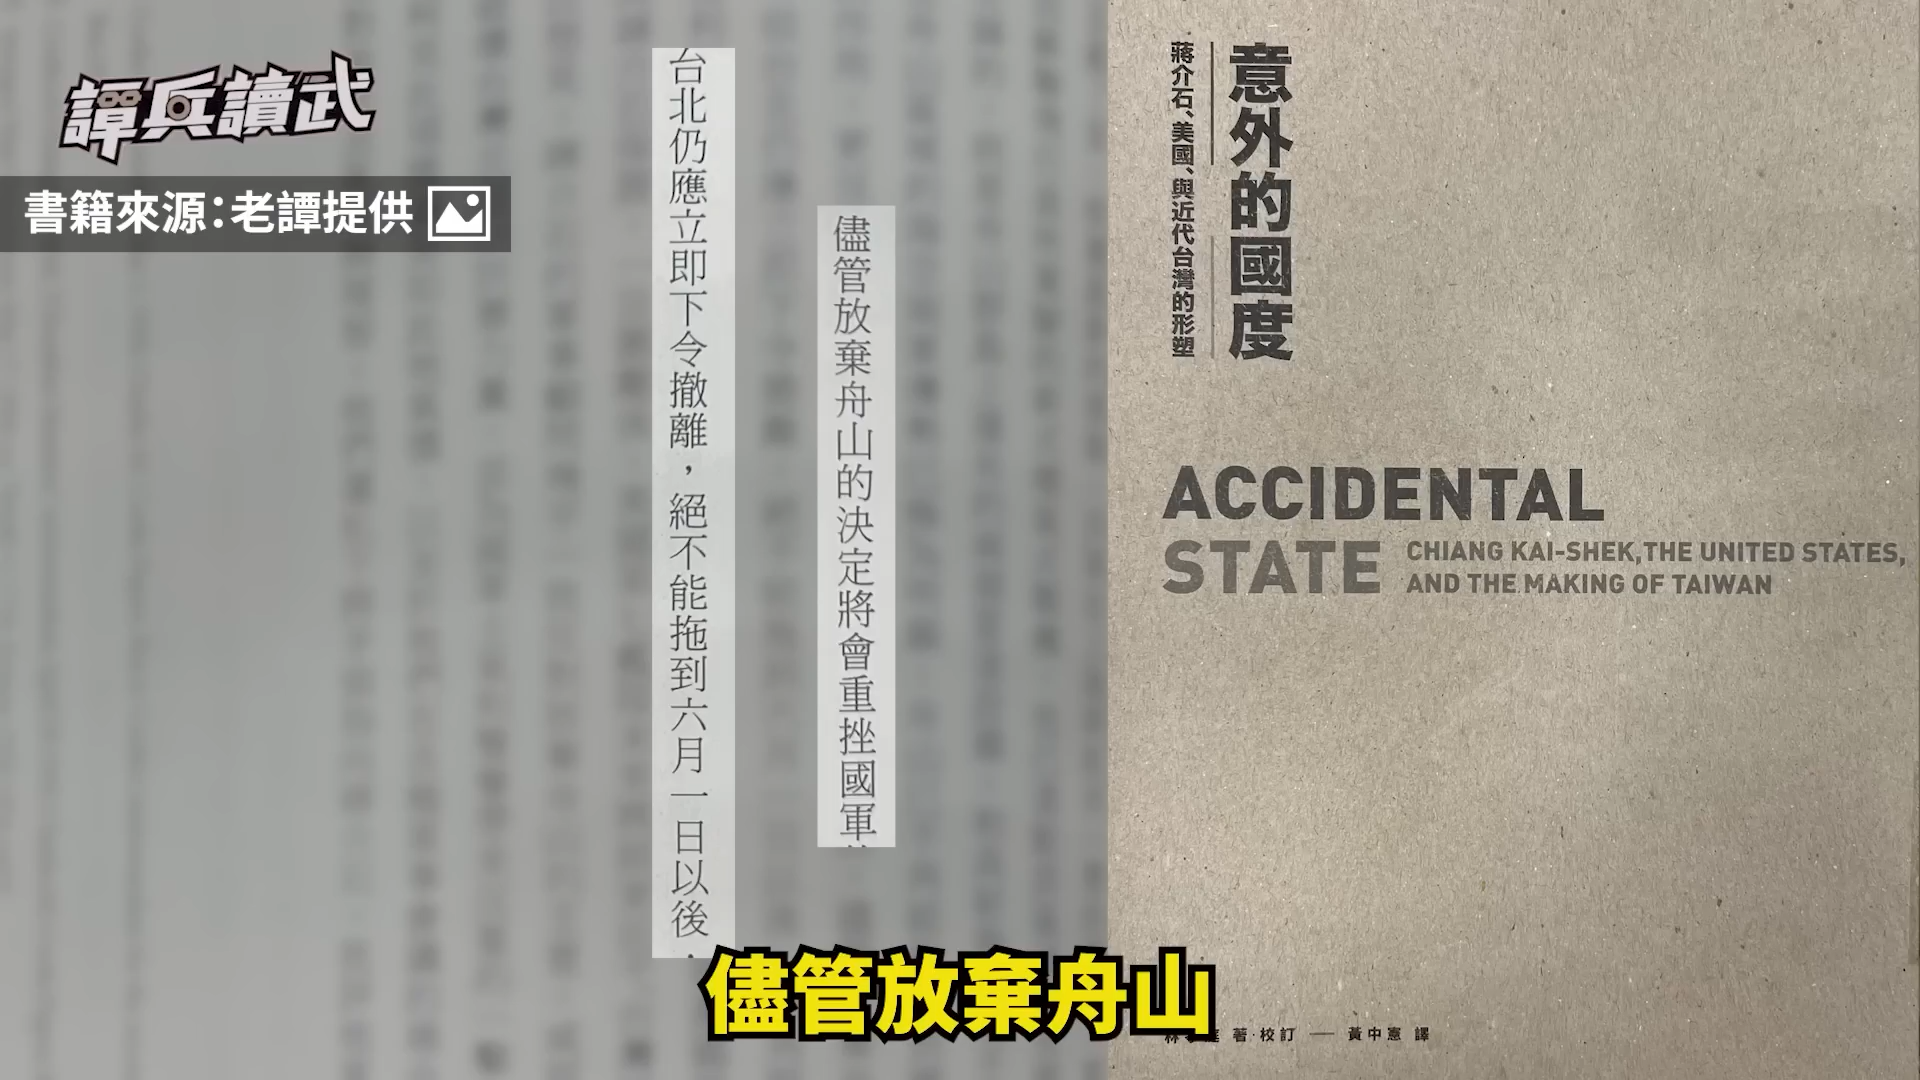 譚兵讀武
書籍來源：老譚提供
儘管放棄舟山的決定將會重挫國軍
台北仍應立即下令撤離，絕不能拖到六月一日以後，
意外的國度
蔣介石、美國、與近代台灣的形塑
ACCIDENTAL
STATE
CHIANG KAI-SHEK, THE UNITED STATES,
AND THE MAKING OF TAIWAN
著·校訂 — 黃中憲 譯
儘管放棄舟山